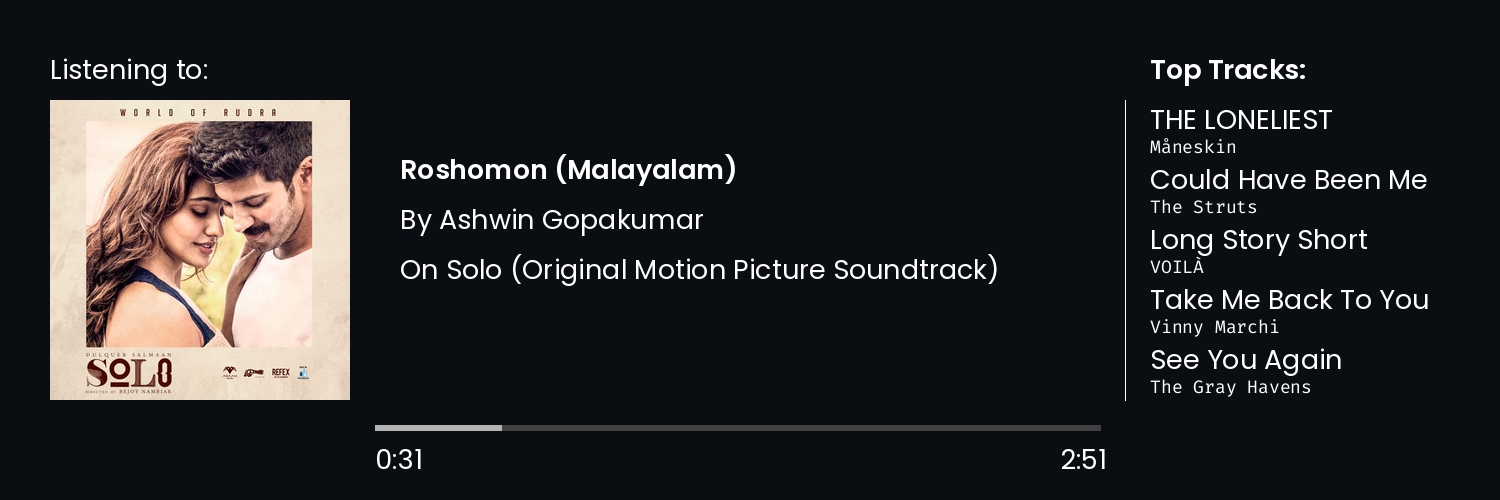 Listening to:
WORLD OF RUDRA
DULQUER SALMAAN
SOLO
DIRECTED BY BEJOY NAMBIAR
REFEX
Roshomon (Malayalam)
By Ashwin Gopakumar
On Solo (Original Motion Picture Soundtrack)
0:31
2:51
Top Tracks:
THE LONELIEST
Måneskin
Could Have Been Me
The Struts
Long Story Short
VOILÀ
Take Me Back To You
Vinny Marchi
See You Again
The Gray Havens